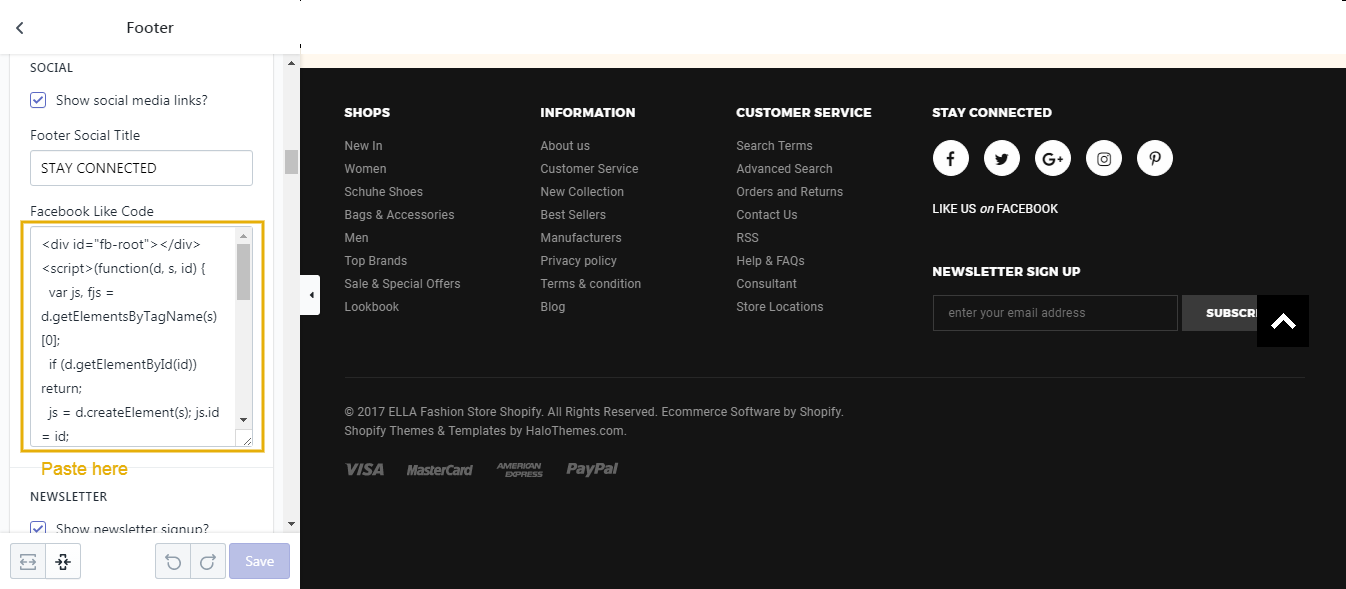 Footer
SOCIAL
Show social media links?
Footer Social Title
STAY CONNECTED
Facebook Like Code
<div id="fb-root"></div>
<script>(function(d, s, id) {
var js, fjs =
d.getElementsByTagName(s)
[0];
if (d.getElementById(id))
return;
js = d.createElement(s); js.id
= id;
Paste here
NEWSLETTER
Show newsletter signup?
Save
SHOPS
New In
Women
Schuhe Shoes
Bags & Accessories
Men
Top Brands
Sale & Special Offers
Lookbook
INFORMATION
About us
Customer Service
New Collection
Best Sellers
Manufacturers
Privacy policy
Terms & condition
Blog
CUSTOMER SERVICE
Search Terms
Advanced Search
Orders and Returns
Contact Us
RSS
Help & FAQs
Consultant
Store Locations
STAY CONNECTED
f
G+
LIKE US on FACEBOOK
NEWSLETTER SIGN UP
enter your email address
SUBSCRI
© 2017 ELLA Fashion Store Shopify. All Rights Reserved. Ecommerce Software by Shopify.
Shopify Themes & Templates by HaloThemes.com.
VISA MasterCard AMERICAN EXPRESS PayPal